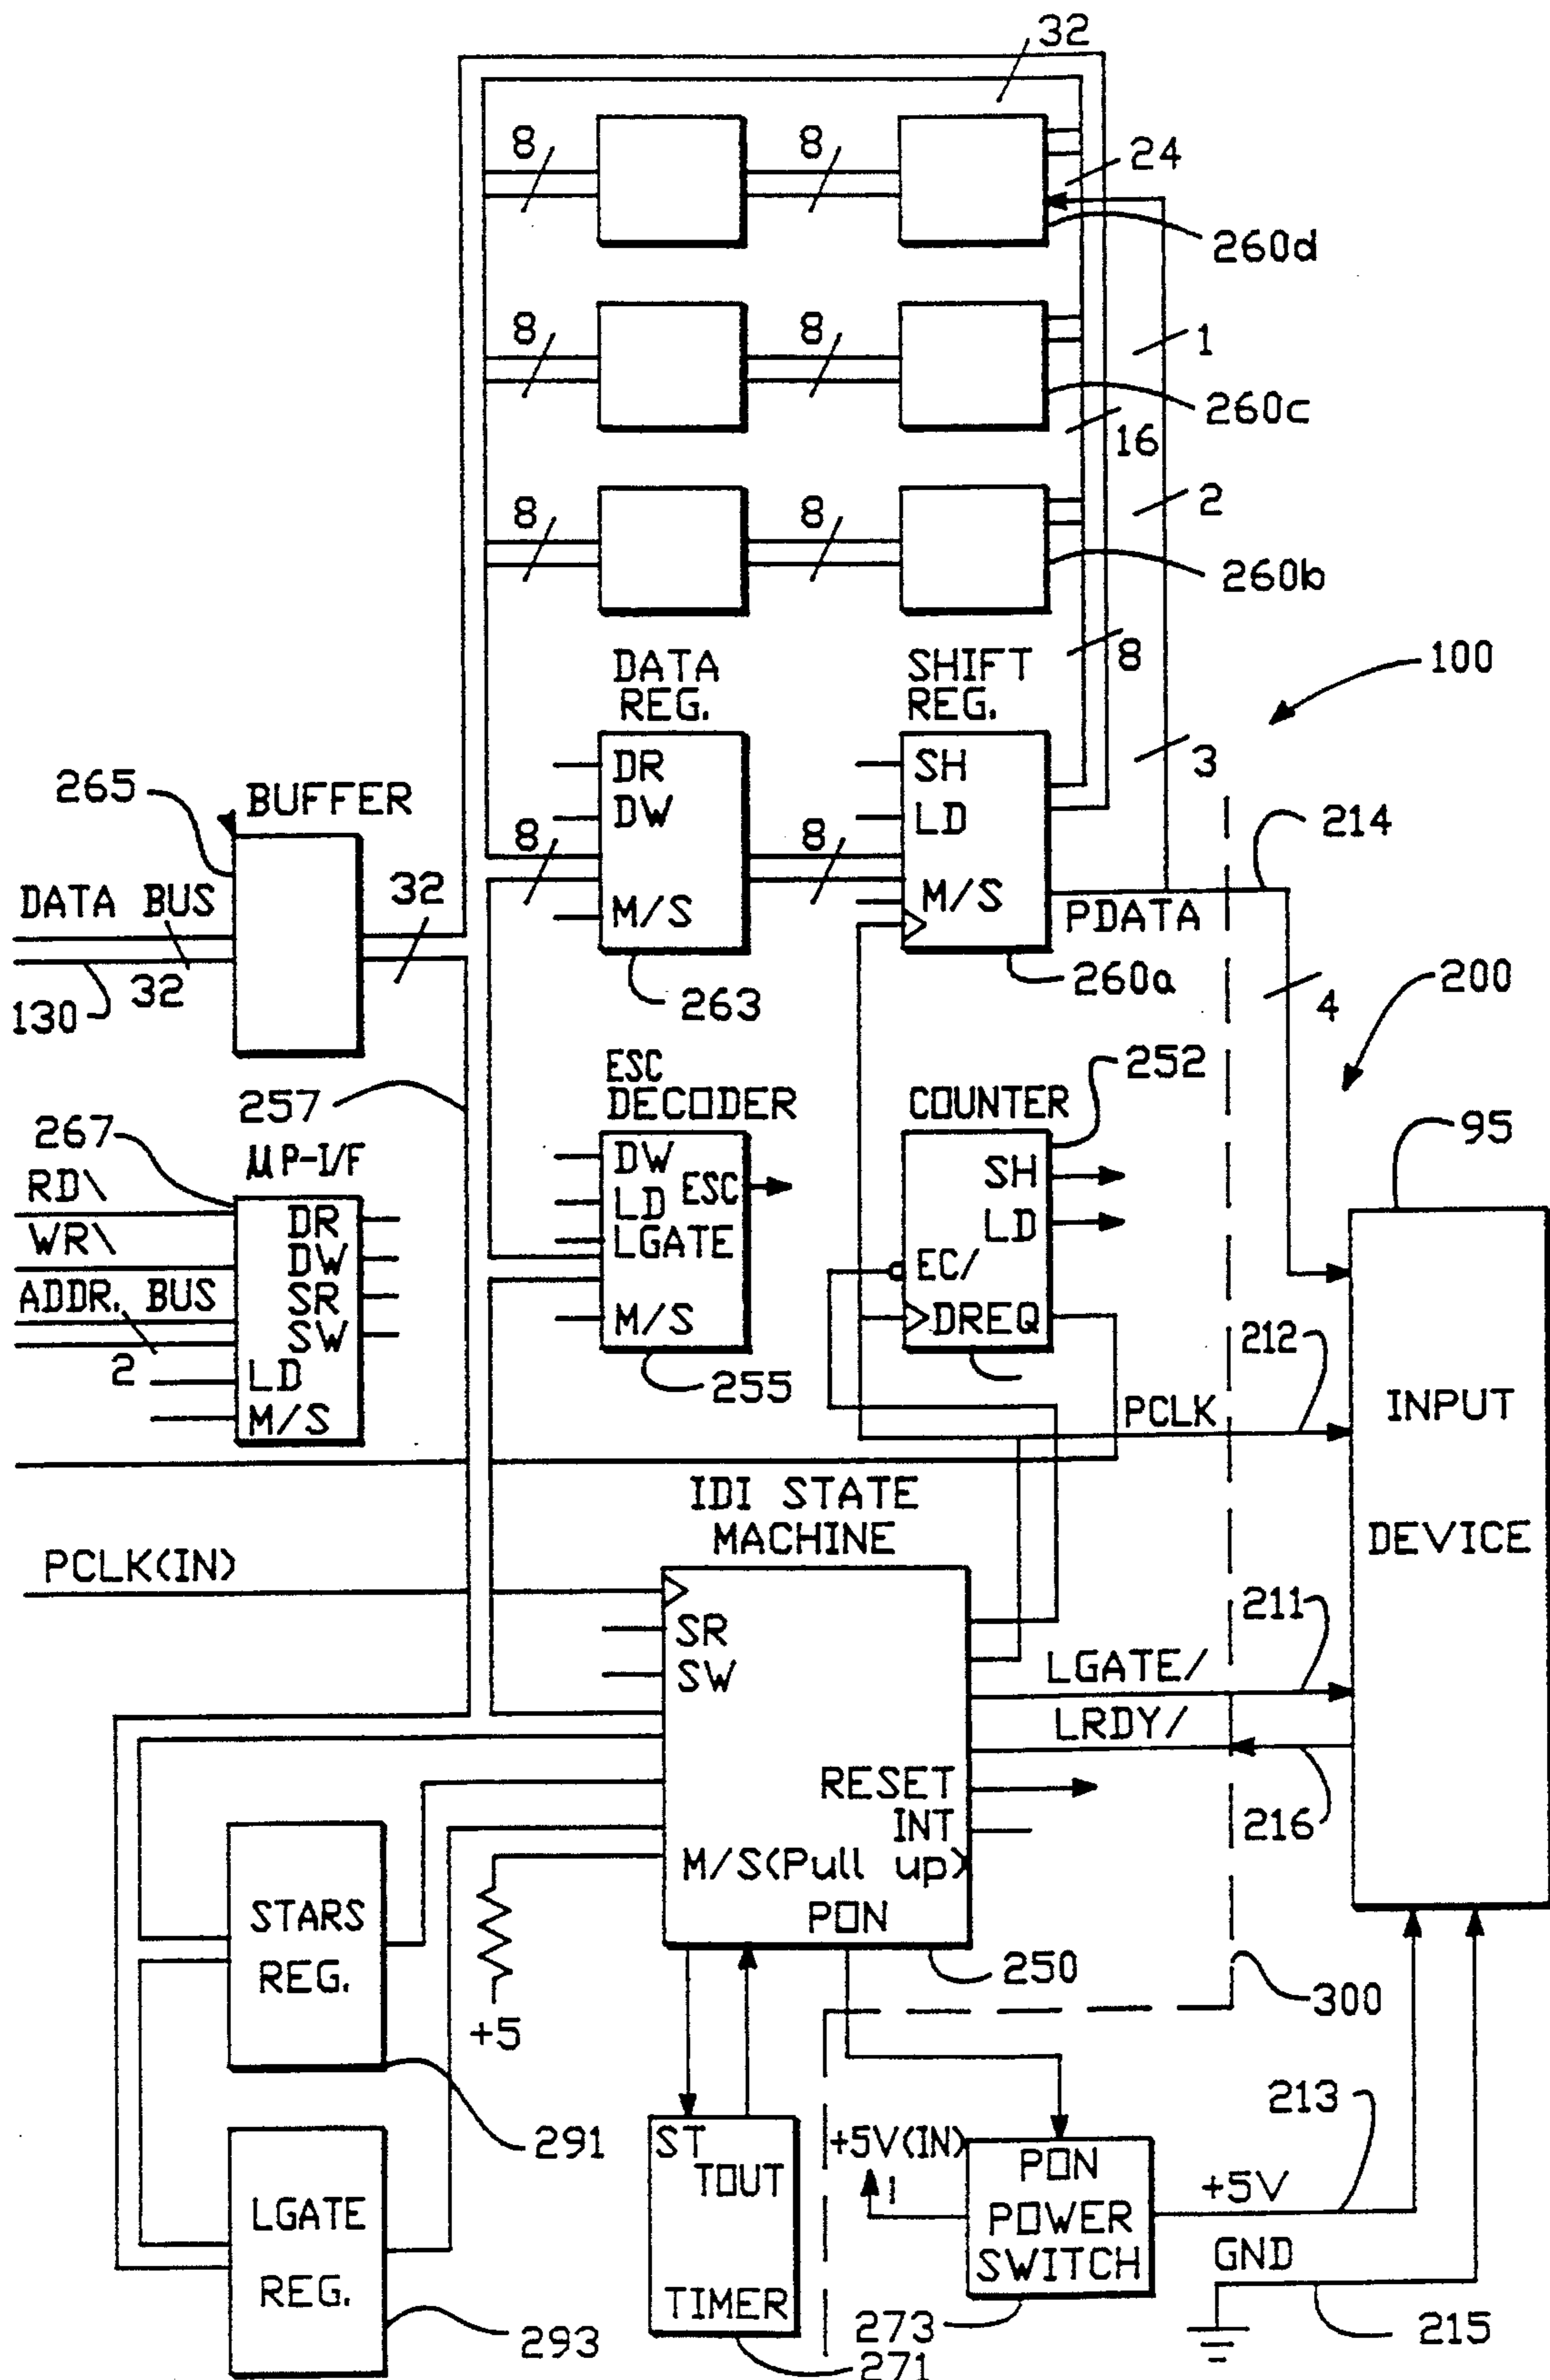 32
8
8
24
260d
8
8
1
260c
16
8
8
2
260b
8
DATA
REG.
SHIFT
REG.
100
265
BUFFER
DR
DW
M/S
SH
LD
M/S
3
214
8
8
32
DATA BUS
32
130
PDATA
263
260a
4
200
257
ESC
DECODER
COUNTER
252
267
µP-I/F
95
RD\
WR\
ADDR. BUS
2
DR
DW
SR
SW
LD
M/S
DW
LD
ESC
LGATE
M/S
255
SH
LD
EC/
DREQ
212
PCLK
INPUT
DEVICE
IDI STATE
MACHINE
PCLK(IN)
SR
SW
211
LGATE/
LRDY/
RESET
INT
216
M/S(Pull up)
PON
STARS
REG.
+5
250
300
291
213
ST
TOUT
TIMER
+5V(IN)
PON
POWER
SWITCH
+5V
GND
LGATE
REG.
293
271
273
215